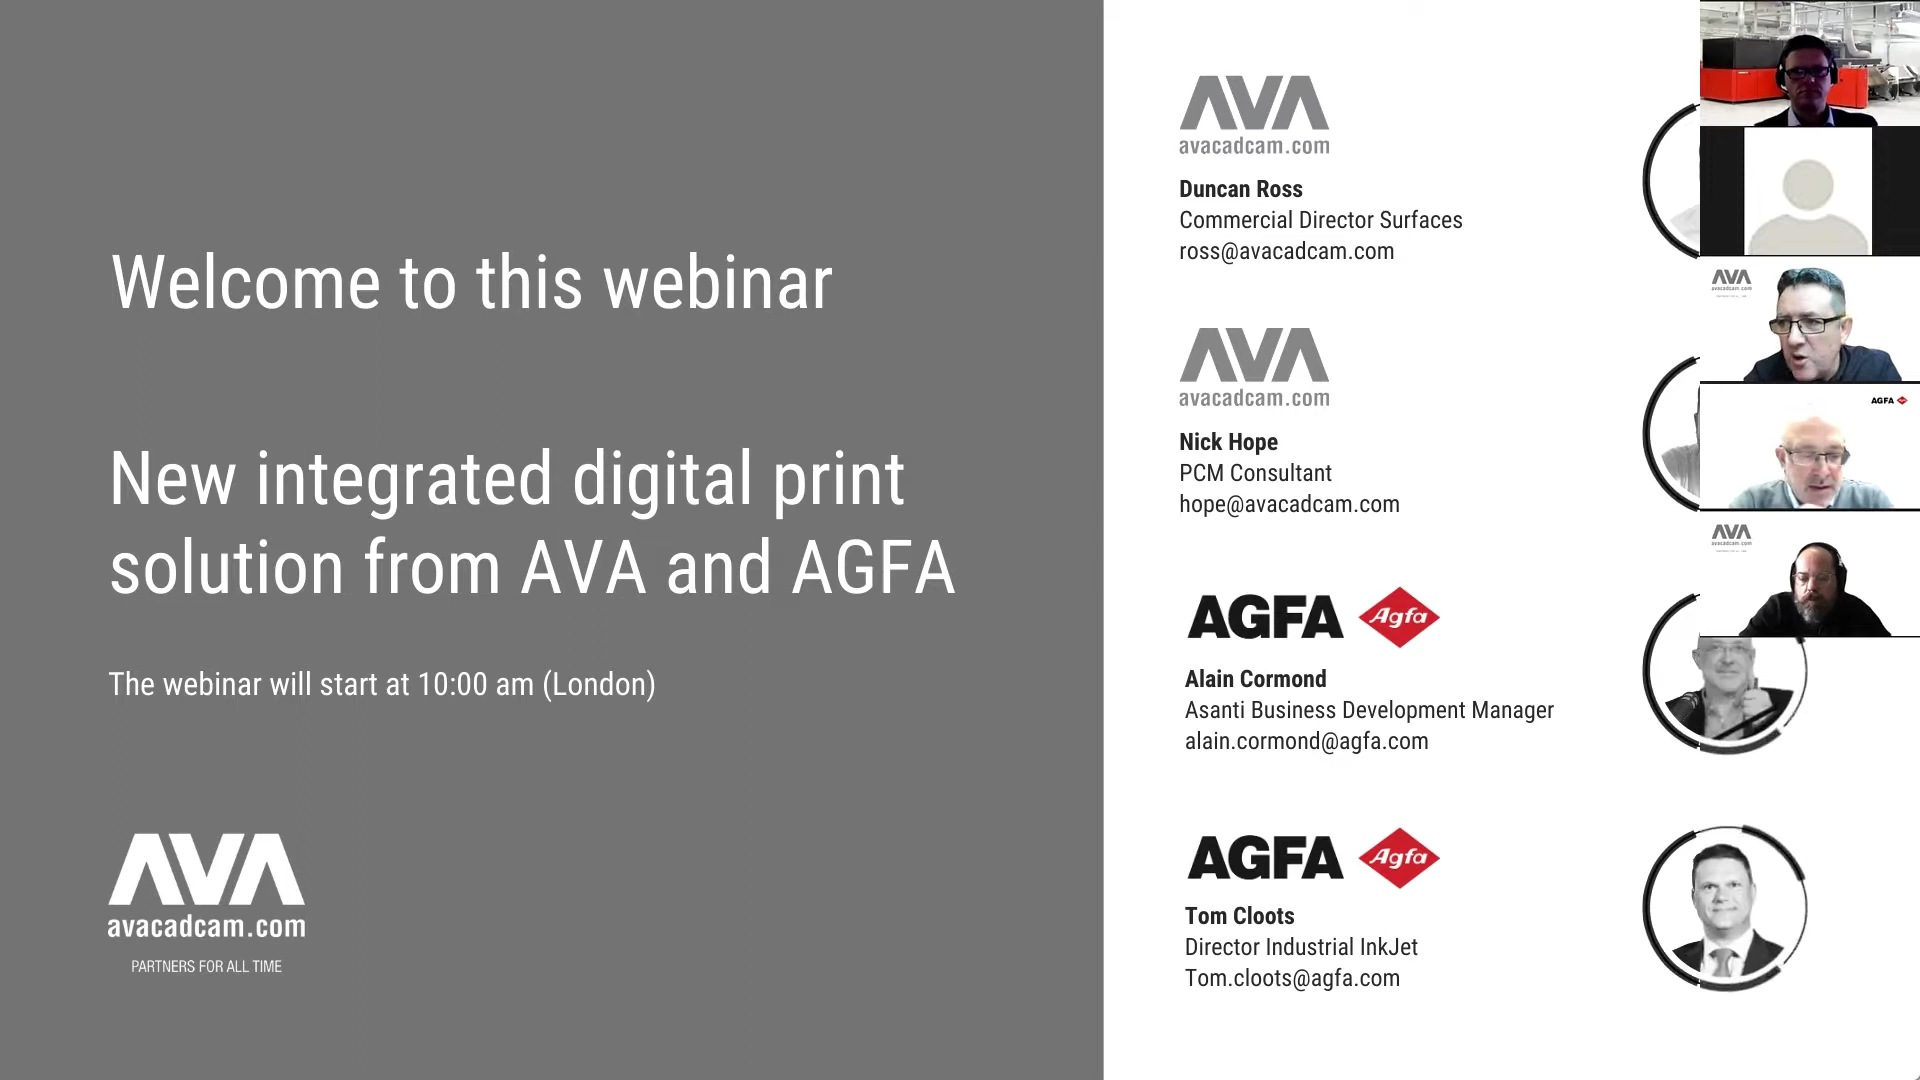 Welcome to this webinar
New integrated digital print
solution from AVA and AGFA
The webinar will start at 10:00 am (London)
AVA
avacadcam.com
PARTNERS FOR ALL TIME
AVA
avacadcam.com
Duncan Ross
Commercial Director Surfaces
ross@avacadcam.com
AVA
avacadcam.com
Nick Hope
PCM Consultant
hope@avacadcam.com
AGFA Agfa
Alain Cormond
Asanti Business Development Manager
alain.cormond@agfa.com
AGFA Agfa
Tom Cloots
Director Industrial InkJet
Tom.cloots@agfa.com
AVA
avacadcam.com
AGFA
AVA
avacadcam.com